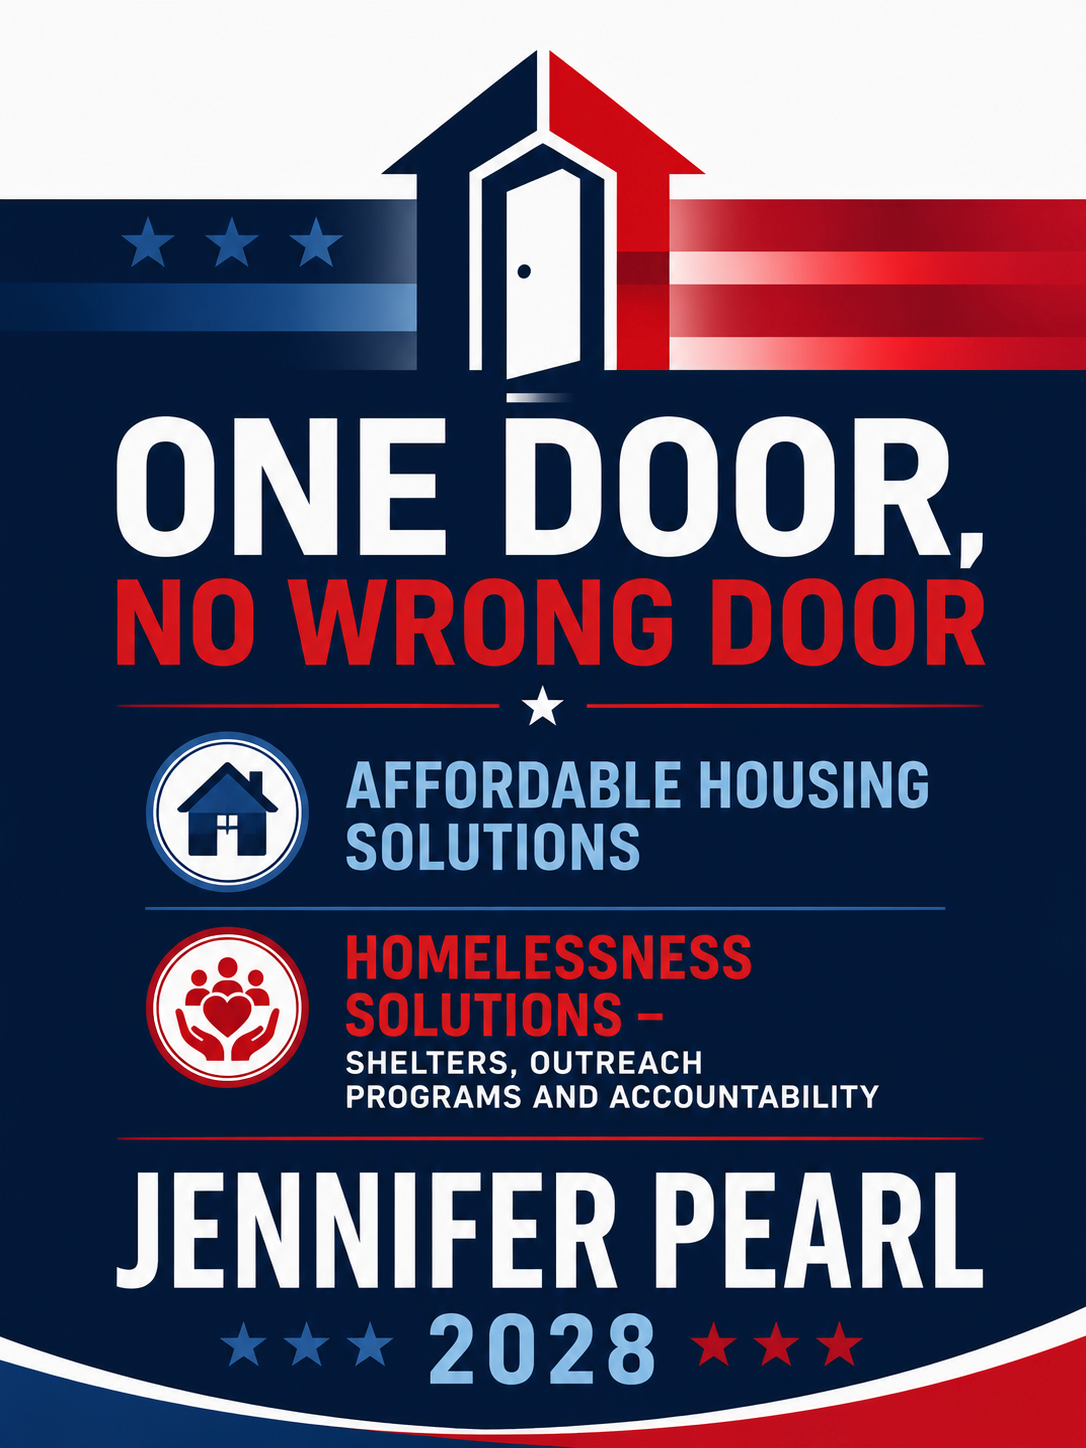 ONE DOOR,
NO WRONG DOOR
AFFORDABLE HOUSING
SOLUTIONS
HOMELESSNESS
SOLUTIONS –
SHELTERS, OUTREACH
PROGRAMS AND ACCOUNTABILITY
JENNIFER PEARL
2028